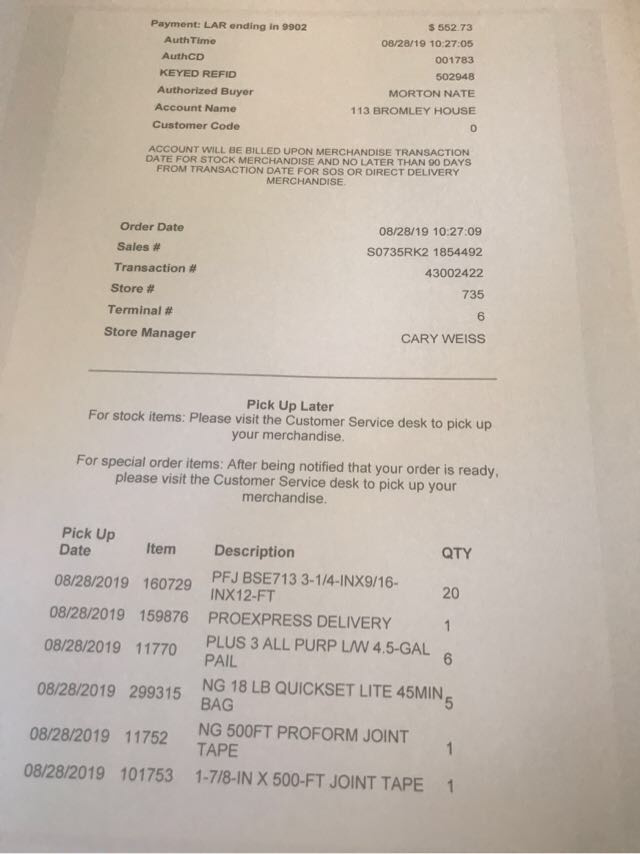 Payment: LAR ending in 9902 $ 552.73
AuthTime 08/28/19 10:27:05
AuthCD 001783
KEYED REFID 502948
Authorized Buyer MORTON NATE
Account Name 113 BROMLEY HOUSE
Customer Code 0
ACCOUNT WILL BE BILLED UPON MERCHANDISE TRANSACTION
DATE FOR STOCK MERCHANDISE AND NO LATER THAN 90 DAYS
FROM TRANSACTION DATE FOR SOS OR DIRECT DELIVERY
MERCHANDISE.
Order Date 08/28/19 10:27:09
Sales # S0735RK2 1854492
Transaction # 43002422
Store # 735
Terminal # 6
Store Manager CARY WEISS
Pick Up Later
For stock items: Please visit the Customer Service desk to pick up
your merchandise.
For special order items: After being notified that your order is ready,
please visit the Customer Service desk to pick up your
merchandise.
Pick Up
Date Item Description QTY
08/28/2019 160729 PFJ BSE713 3-1/4-INX9/16-
INX12-FT 20
08/28/2019 159876 PROEXPRESS DELIVERY 1
08/28/2019 11770 PLUS 3 ALL PURP L/W 4.5-GAL
PAIL 6
08/28/2019 299315 NG 18 LB QUICKSET LITE 45MIN
BAG 5
08/28/2019 11752 NG 500FT PROFORM JOINT
TAPE 1
08/28/2019 101753 1-7/8-IN X 500-FT JOINT TAPE 1